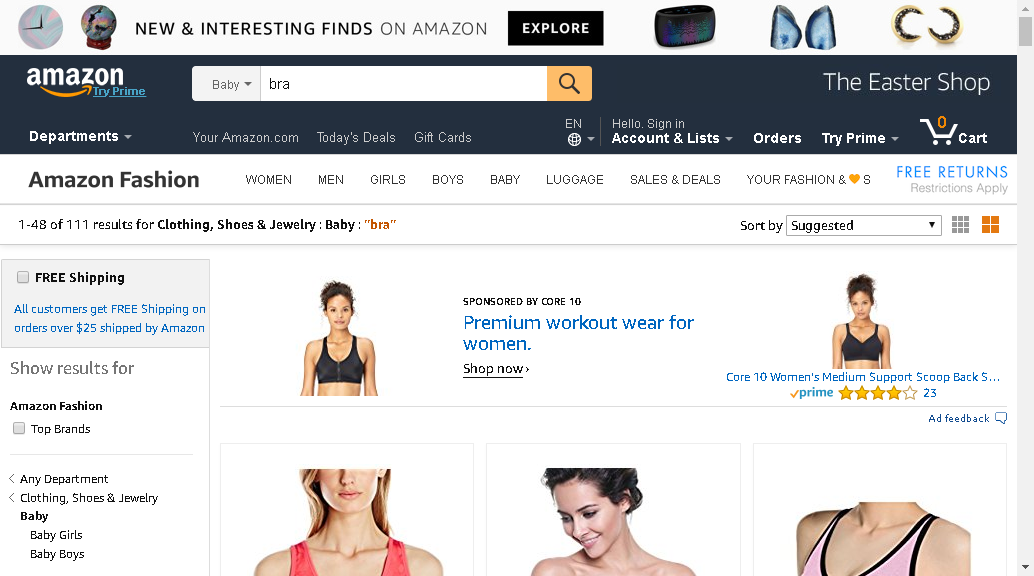 NEW & INTERESTING FINDS ON AMAZON EXPLORE
amazon
Try Prime
Baby bra
The Easter Shop
Departments
Your Amazon.com Today's Deals Gift Cards
EN
Hello. Sign in
Account & Lists Orders Try Prime 0 Cart
Amazon Fashion WOMEN MEN GIRLS BOYS BABY LUGGAGE SALES & DEALS YOUR FASHION & S
FREE RETURNS
Restrictions Apply
1-48 of 111 results for Clothing, Shoes & Jewelry : Baby : "bra"
Sort by Suggested
FREE Shipping
All customers get FREE Shipping on
orders over $25 shipped by Amazon
Show results for
Amazon Fashion
Top Brands
Any Department
Clothing, Shoes & Jewelry
Baby
Baby Girls
Baby Boys
SPONSORED BY CORE 10
Premium workout wear for
women.
Shop now ›
Core 10 Women's Medium Support Scoop Back S...
prime 23
Ad feedback